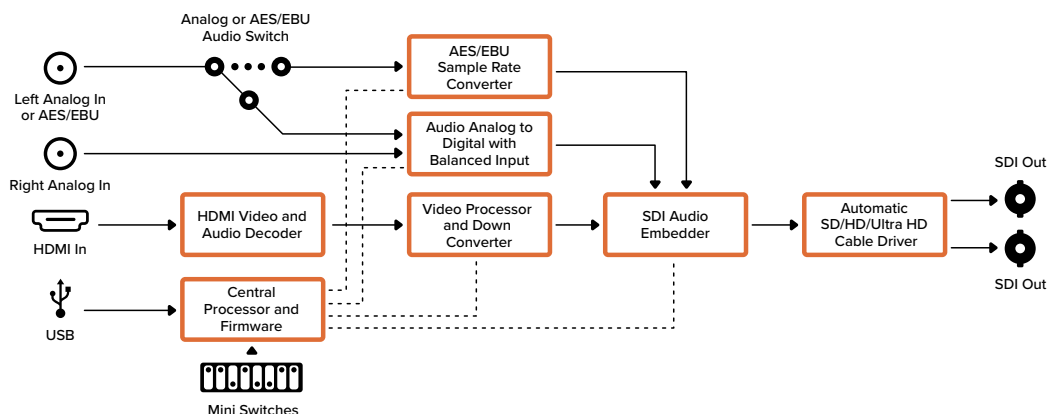 Analog or AES/EBU
Audio Switch
Left Analog In
or AES/EBU
AES/EBU
Sample Rate
Converter
Right Analog In
Audio Analog to
Digital with
Balanced Input
HDMI In
HDMI Video and
Audio Decoder
Video Processor
and Down
Converter
SDI Audio
Embedder
Automatic
SD/HD/Ultra HD
Cable Driver
SDI Out
SDI Out
USB
Central
Processor and
Firmware
Mini Switches